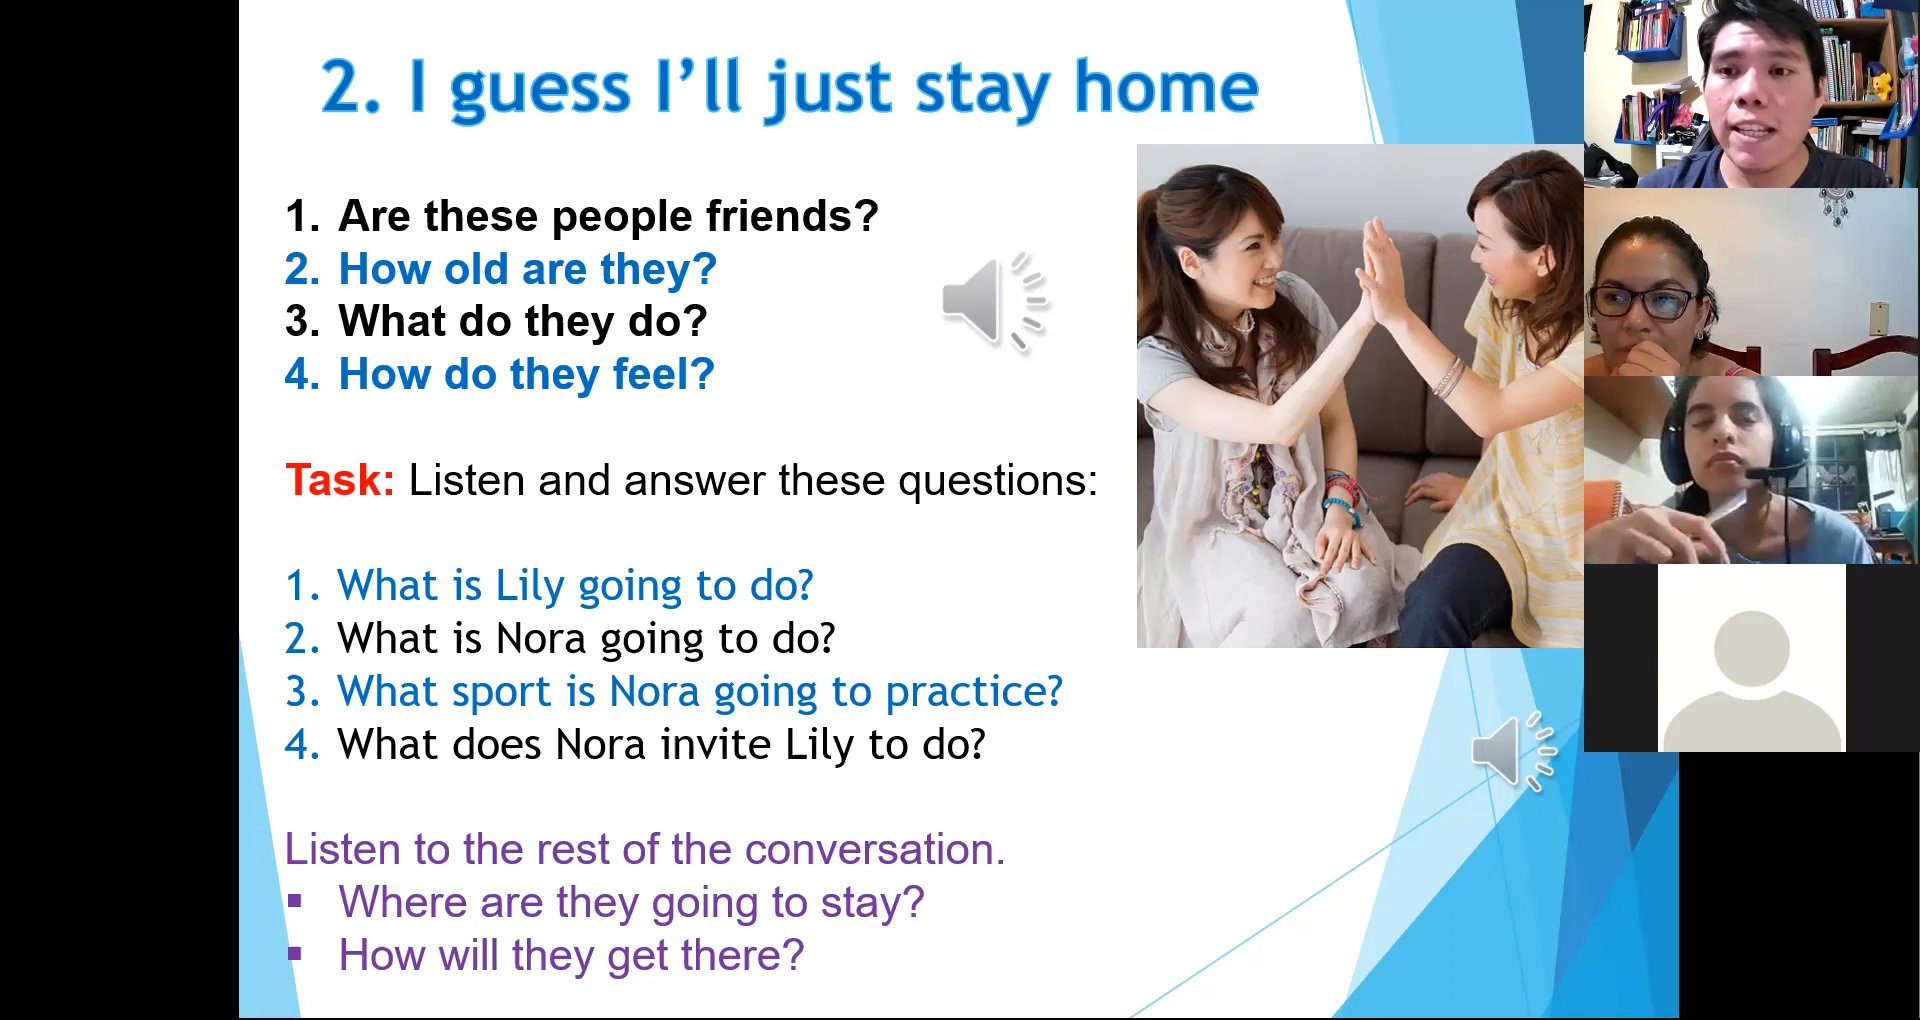 2. I guess I’ll just stay home
1. Are these people friends?
2. How old are they?
3. What do they do?
4. How do they feel?
Task: Listen and answer these questions:
1. What is Lily going to do?
2. What is Nora going to do?
3. What sport is Nora going to practice?
4. What does Nora invite Lily to do?
Listen to the rest of the conversation.
▪ Where are they going to stay?
▪ How will they get there?